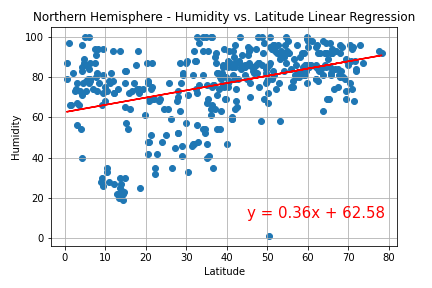 Northern Hemisphere - Humidity vs. Latitude Linear Regression
100
80
60
40
20
0
Humidity
y = 0.36x + 62.58
0 10 20 30 40 50 60 70 80
Latitude